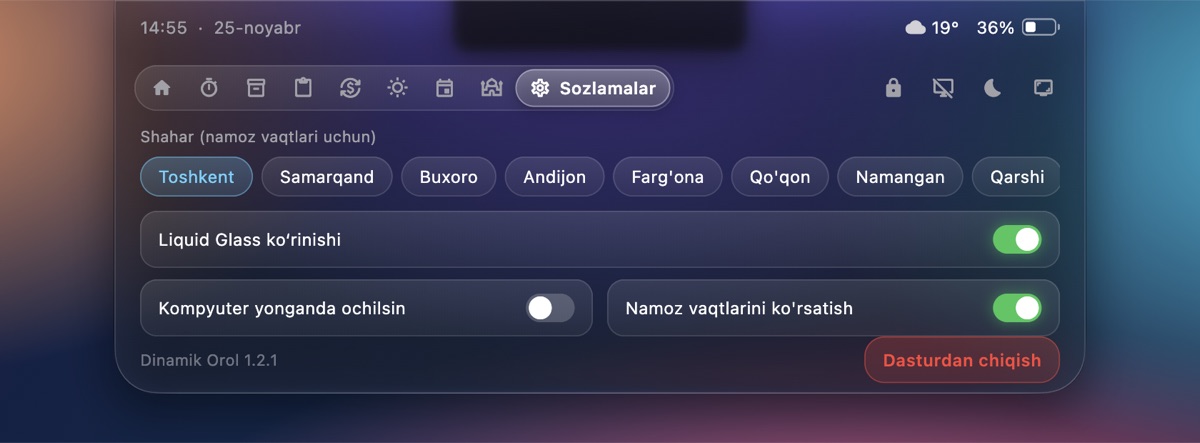 14:55 · 25-noyabr 19° 36%
Sozlamalar
Shahar (namoz vaqtlari uchun)
Toshkent Samarqand Buxoro Andijon Farg'ona Qo'qon Namangan Qarshi
Liquid Glass koʻrinishi
Kompyuter yonganda ochilsin Namoz vaqtlarini ko'rsatish
Dinamik Orol 1.2.1 Dasturdan chiqish